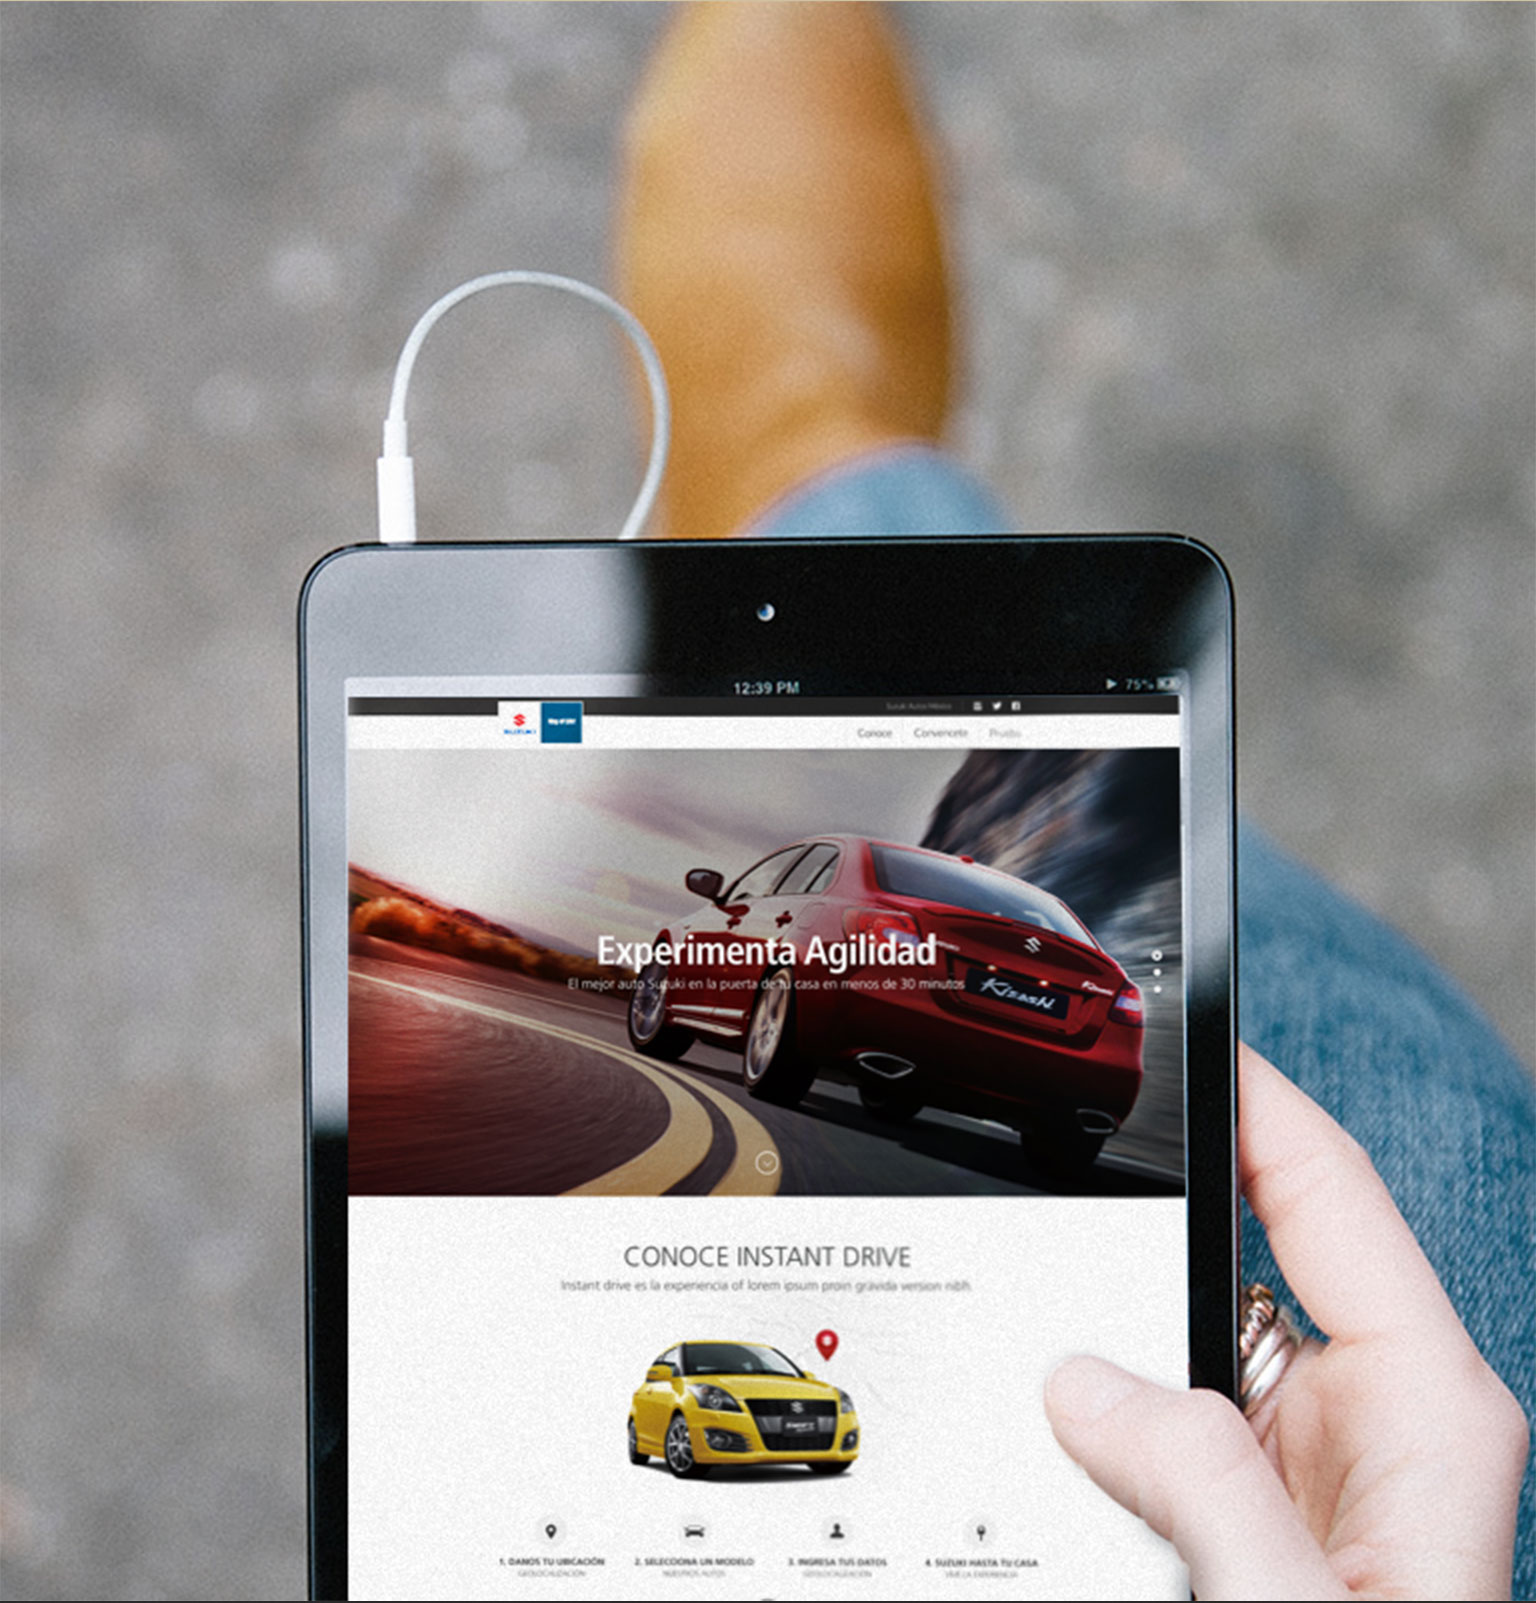 12:39 PM
75%
Suzuki Autos México
SUZUKI
Way of Life!
Conoce Convencete Prueba
Experimenta Agilidad
El mejor auto Suzuki en la puerta de tu casa en menos de 30 minutos
Kizashi
CONOCE INSTANT DRIVE
Instant drive es la experiencia of lorem ipsum proin gravida version nibh.
1. DANOS TU UBICACIÓN
GEOLOCALIZACIÓN
2. SELECCIONA UN MODELO
NUESTROS AUTOS
3. INGRESA TUS DATOS
GEOLOCALIZACIÓN
4. SUZUKI HASTA TU CASA
VIVE LA EXPERIENCIA